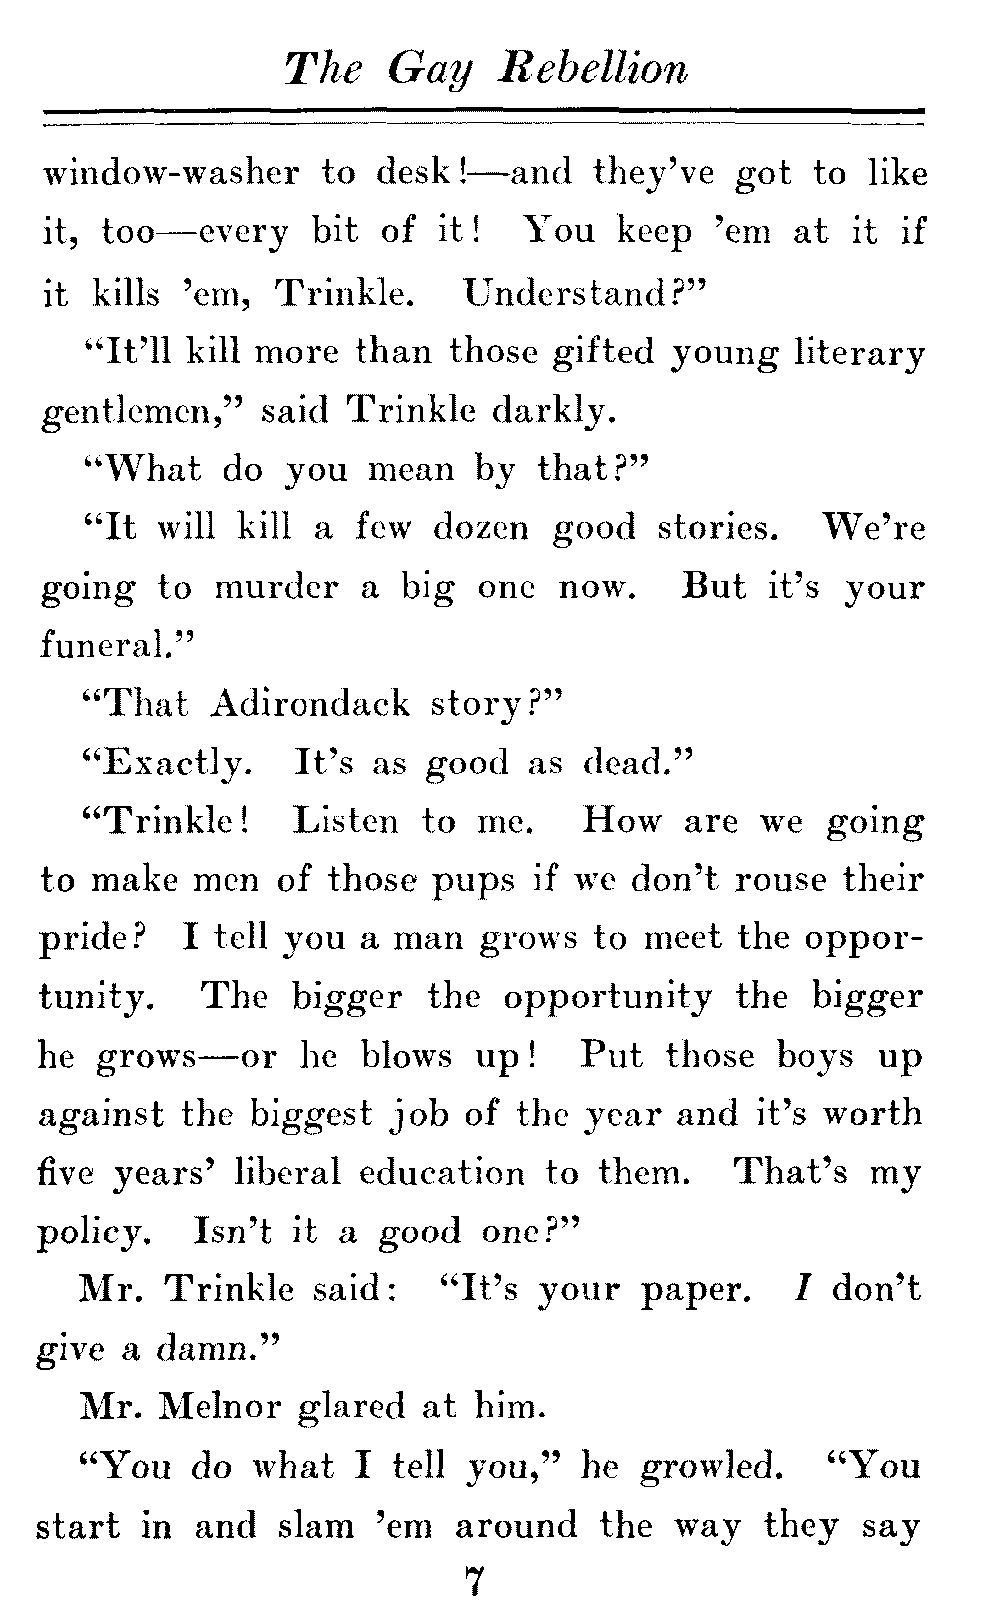 The Gay Rebellion
window-washer to desk!—and they've got to like
it, too—every bit of it! You keep 'em at it if
it kills 'em, Trinkle. Understand?"
"It'll kill more than those gifted young literary
gentlemen," said Trinkle darkly.
"What do you mean by that?"
"It will kill a few dozen good stories. We're
going to murder a big one now. But it's your
funeral."
"That Adirondack story?"
"Exactly. It's as good as dead."
"Trinkle! Listen to me. How are we going
to make men of those pups if we don't rouse their
pride? I tell you a man grows to meet the oppor-
tunity. The bigger the opportunity the bigger
he grows—or he blows up! Put those boys up
against the biggest job of the year and it's worth
five years' liberal education to them. That's my
policy. Isn't it a good one?"
Mr. Trinkle said: "It's your paper. I don't
give a damn."
Mr. Melnor glared at him.
"You do what I tell you," he growled. "You
start in and slam 'em around the way they say
7